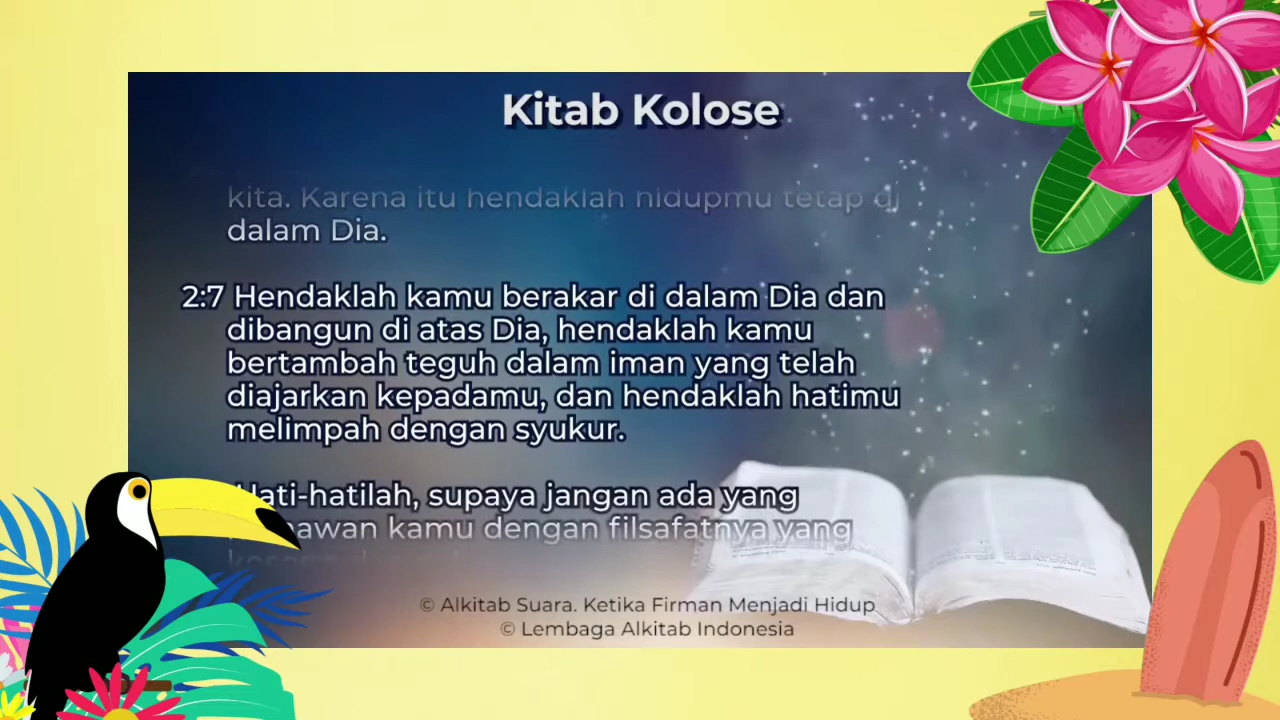 Kitab Kolose
kita. Karena itu hendaklah hidupmu tetap di
dalam Dia.
2:7 Hendaklah kamu berakar di dalam Dia dan
dibangun di atas Dia, hendaklah kamu
bertambah teguh dalam iman yang telah
diajarkan kepadamu, dan hendaklah hatimu
melimpah dengan syukur.
Hati-hatilah, supaya jangan ada yang
kamu dengan filsafatnya yang
© Alkitab Suara. Ketika Firman Menjadi Hidup
© Lembaga Alkitab Indonesia